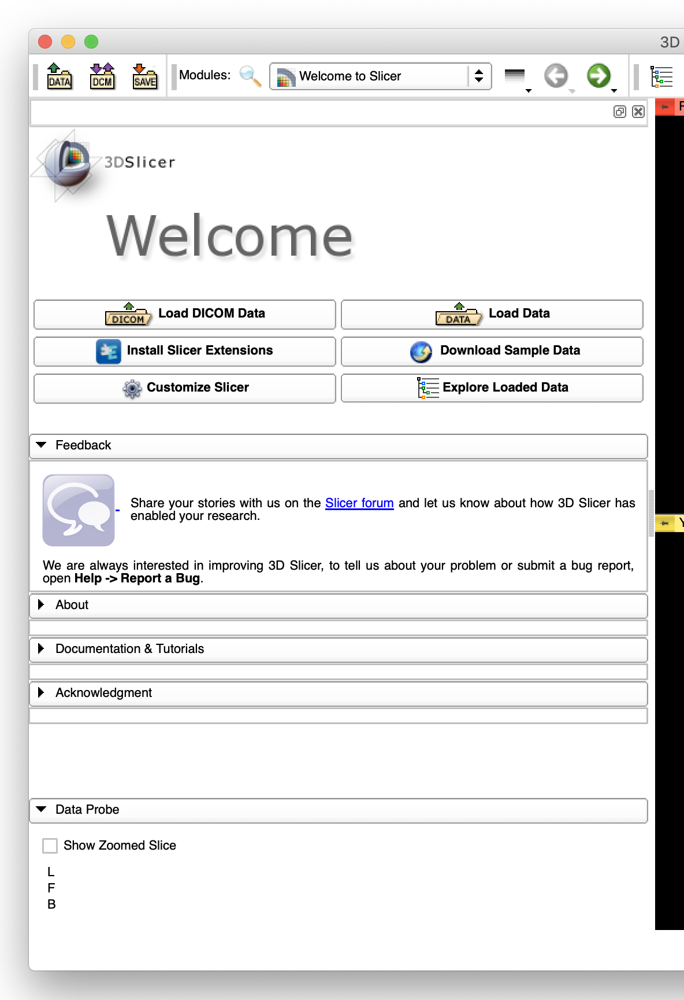 3D
DATA
DCM
SAVE
Modules:
Welcome to Slicer
3DSlicer
Welcome
DICOM
Load DICOM Data
DATA
Load Data
Install Slicer Extensions
Download Sample Data
Customize Slicer
Explore Loaded Data
Feedback
Share your stories with us on the Slicer forum and let us know about how 3D Slicer has
enabled your research.
We are always interested in improving 3D Slicer, to tell us about your problem or submit a bug report,
open Help -> Report a Bug.
About
Documentation & Tutorials
Acknowledgment
Data Probe
Show Zoomed Slice
L
F
B